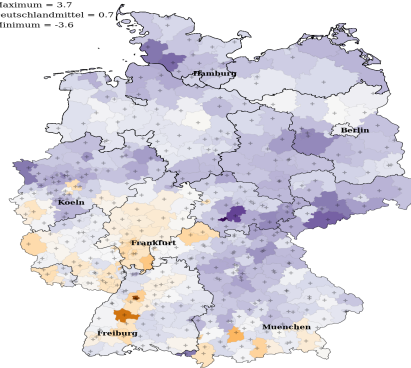 aximum = 3.7
eutschlandmittel = 0.7
inimum = -3.6
Hamburg
Berlin
Koeln
Frankfurt
Freiburg
Muenchen